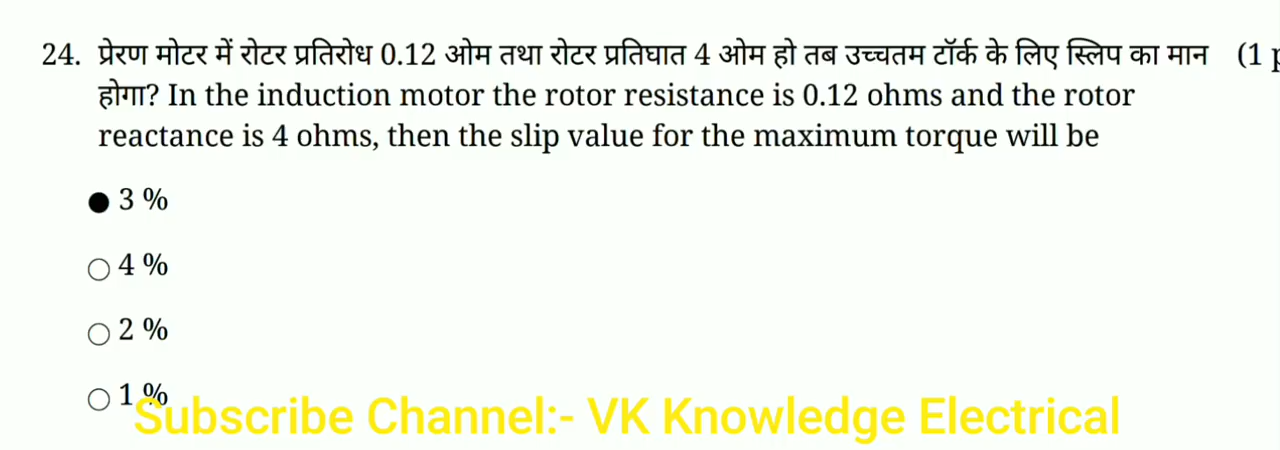 24. प्रेरण मोटर में रोटर प्रतिरोध 0.12 ओम तथा रोटर प्रतिघात 4 ओम हो तब उच्चतम टॉर्क के लिए स्लिप का मान (1
होगा? In the induction motor the rotor resistance is 0.12 ohms and the rotor
reactance is 4 ohms, then the slip value for the maximum torque will be
3 %
4 %
2 %
1 %
Subscribe Channel:- VK Knowledge Electrical